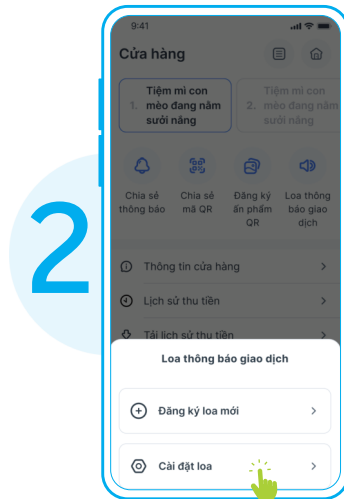 9:41
Cửa hàng
Tiệm mì con
1. mèo đang nằm
sưởi nắng
Tiệm mì con
2. mèo đang nằm
sưởi nắng
Chia sẻ
thông báo
Chia sẻ
mã QR
Đăng ký
ấn phẩm
QR
Loa thông
báo giao
dịch
2
Thông tin cửa hàng
Lịch sử thu tiền
Tải lịch sử thu tiền
Loa thông báo giao dịch
Đăng ký loa mới
Cài đặt loa